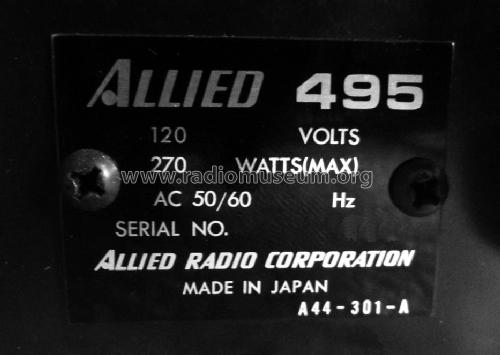 ALLIED 495
120 VOLTS
270 WATTS(MAX)
www.radiomuseum.org
AC 50/60 Hz
SERIAL NO.
ALLIED RADIO CORPORATION
MADE IN JAPAN
A44-301-A